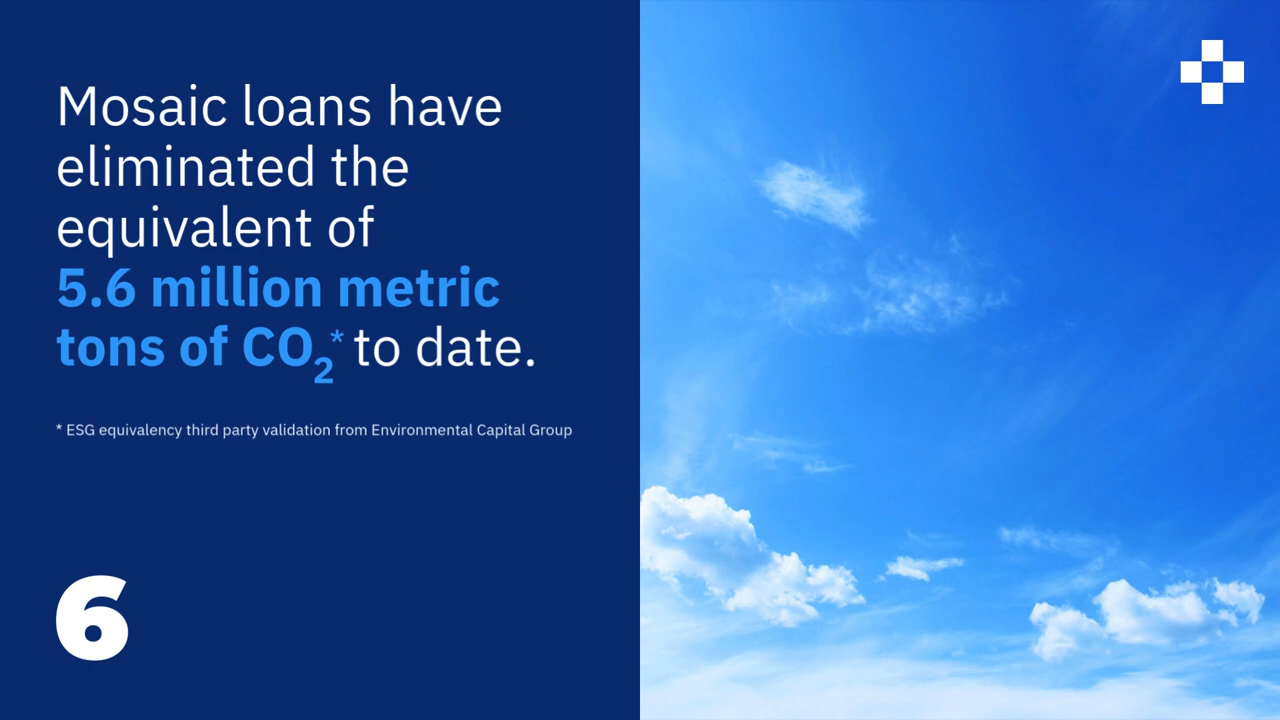 Mosaic loans have
eliminated the
equivalent of
5.6 million metric
tons of CO₂* to date.
* ESG equivalency third party validation from Environmental Capital Group
6